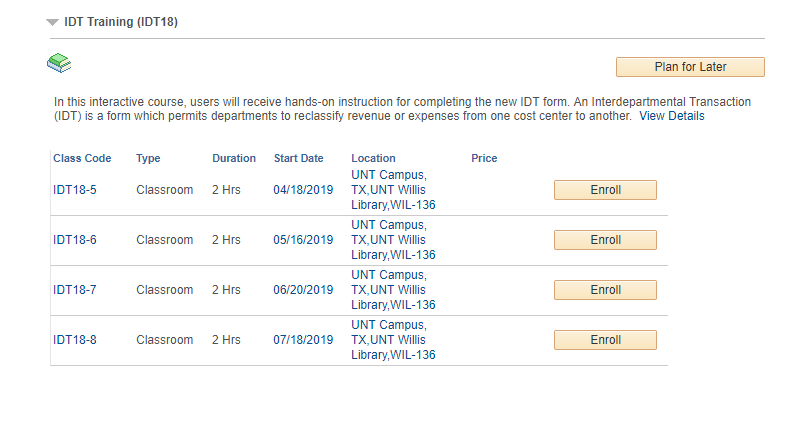 IDT Training (IDT18)
Plan for Later
In this interactive course, users will receive hands-on instruction for completing the new IDT form. An Interdepartmental Transaction
(IDT) is a form which permits departments to reclassify revenue or expenses from one cost center to another. View Details
Class Code Type Duration Start Date Location Price
UNT Campus,
IDT18-5 Classroom 2 Hrs 04/18/2019 TX,UNT Willis Enroll
Library,WIL-136
UNT Campus,
IDT18-6 Classroom 2 Hrs 05/16/2019 TX,UNT Willis Enroll
Library,WIL-136
UNT Campus,
IDT18-7 Classroom 2 Hrs 06/20/2019 TX,UNT Willis Enroll
Library,WIL-136
UNT Campus,
IDT18-8 Classroom 2 Hrs 07/18/2019 TX,UNT Willis Enroll
Library,WIL-136